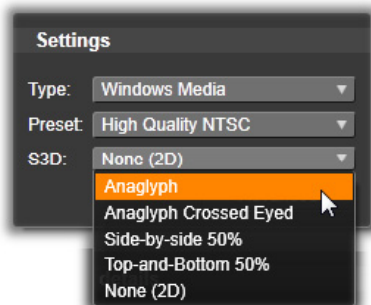 Settings
Type: Windows Media
Preset: High Quality NTSC
S3D: None (2D)
Anaglyph
Anaglyph Crossed Eyed
Side-by-side 50%
Top-and-Bottom 50%
None (2D)